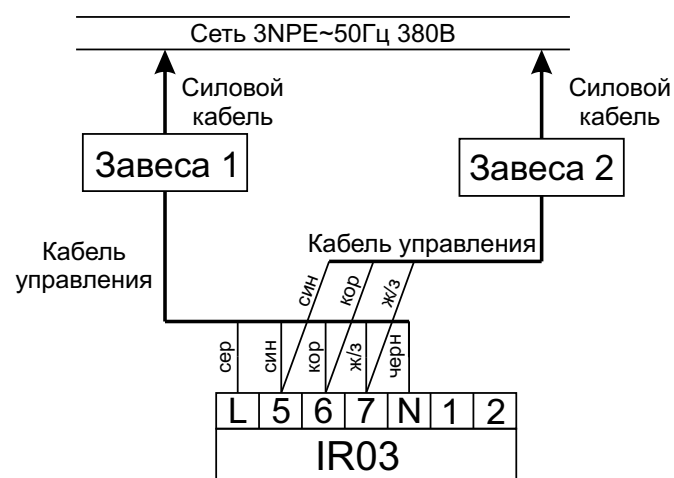 Сеть 3NPE~50Гц 380В
Силовой
кабель
Силовой
кабель
Завеса 1
Завеса 2
Кабель
управления
Кабель управления
син
кор
ж/з
сер
син
кор
ж/з
черн
L 5 6 7 N 1 2
IR03